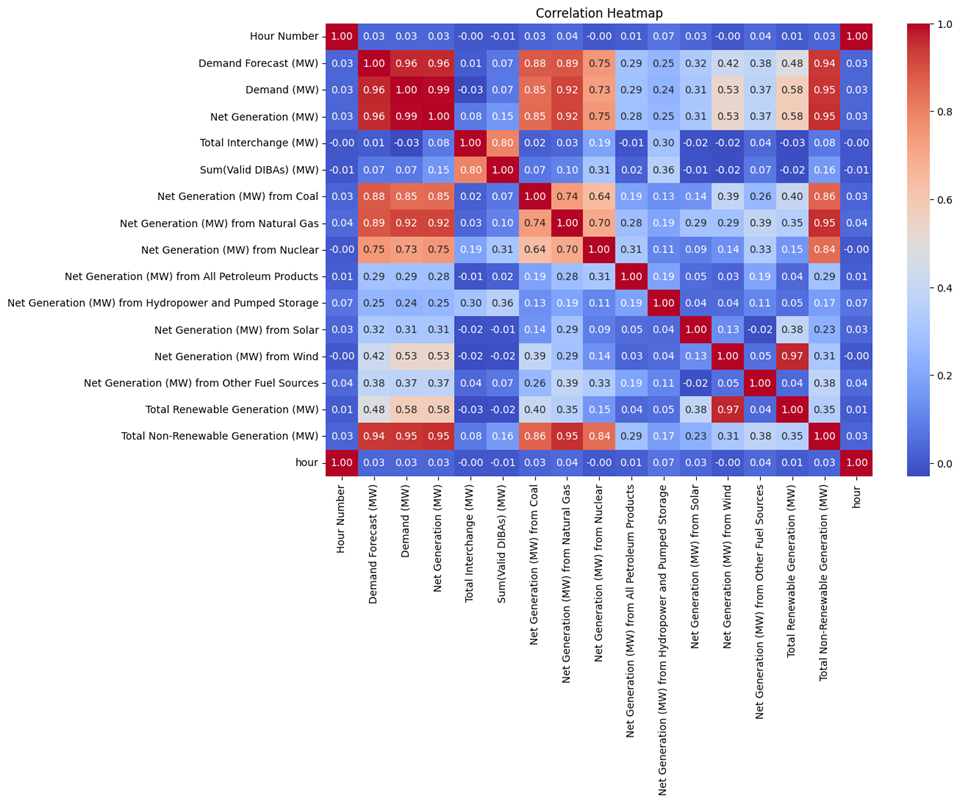 Correlation Heatmap
Hour Number 1.00 0.03 0.03 0.03 -0.00 -0.01 0.03 0.04 -0.00 0.01 0.07 0.03 -0.00 0.04 0.01 0.03 1.00
Demand Forecast (MW) 0.03 1.00 0.96 0.96 0.01 0.07 0.88 0.89 0.75 0.29 0.25 0.32 0.42 0.38 0.48 0.94 0.03
Demand (MW) 0.03 0.96 1.00 0.99 -0.03 0.07 0.85 0.92 0.73 0.29 0.24 0.31 0.53 0.37 0.58 0.95 0.03
Net Generation (MW) 0.03 0.96 0.99 1.00 0.08 0.15 0.85 0.92 0.75 0.28 0.25 0.31 0.53 0.37 0.58 0.95 0.03
Total Interchange (MW) -0.00 0.01 -0.03 0.08 1.00 0.80 0.02 0.03 0.19 -0.01 0.30 -0.02 -0.02 0.04 -0.03 0.08 -0.00
Sum(Valid DIBAs) (MW) -0.01 0.07 0.07 0.15 0.80 1.00 0.07 0.10 0.31 0.02 0.36 -0.01 -0.02 0.07 -0.02 0.16 -0.01
Net Generation (MW) from Coal 0.03 0.88 0.85 0.85 0.02 0.07 1.00 0.74 0.64 0.19 0.13 0.14 0.39 0.26 0.40 0.86 0.03
Net Generation (MW) from Natural Gas 0.04 0.89 0.92 0.92 0.03 0.10 0.74 1.00 0.70 0.28 0.19 0.29 0.29 0.39 0.35 0.95 0.04
Net Generation (MW) from Nuclear -0.00 0.75 0.73 0.75 0.19 0.31 0.64 0.70 1.00 0.31 0.11 0.09 0.14 0.33 0.15 0.84 -0.00
Net Generation (MW) from All Petroleum Products 0.01 0.29 0.29 0.28 -0.01 0.02 0.19 0.28 0.31 1.00 0.19 0.05 0.03 0.19 0.04 0.29 0.01
Net Generation (MW) from Hydropower and Pumped Storage 0.07 0.25 0.24 0.25 0.30 0.36 0.13 0.19 0.11 0.19 1.00 0.04 0.04 0.11 0.05 0.17 0.07
Net Generation (MW) from Solar 0.03 0.32 0.31 0.31 -0.02 -0.01 0.14 0.29 0.09 0.05 0.04 1.00 0.13 -0.02 0.38 0.23 0.03
Net Generation (MW) from Wind -0.00 0.42 0.53 0.53 -0.02 -0.02 0.39 0.29 0.14 0.03 0.04 0.13 1.00 0.05 0.97 0.31 -0.00
Net Generation (MW) from Other Fuel Sources 0.04 0.38 0.37 0.37 0.04 0.07 0.26 0.39 0.33 0.19 0.11 -0.02 0.05 1.00 0.04 0.38 0.04
Total Renewable Generation (MW) 0.01 0.48 0.58 0.58 -0.03 -0.02 0.40 0.35 0.15 0.04 0.05 0.38 0.97 0.04 1.00 0.35 0.01
Total Non-Renewable Generation (MW) 0.03 0.94 0.95 0.95 0.08 0.16 0.86 0.95 0.84 0.29 0.17 0.23 0.31 0.38 0.35 1.00 0.03
hour 1.00 0.03 0.03 0.03 -0.00 -0.01 0.03 0.04 -0.00 0.01 0.07 0.03 -0.00 0.04 0.01 0.03 1.00
Hour Number
Demand Forecast (MW)
Demand (MW)
Net Generation (MW)
Total Interchange (MW)
Sum(Valid DIBAs) (MW)
Net Generation (MW) from Coal
Net Generation (MW) from Natural Gas
Net Generation (MW) from Nuclear
Net Generation (MW) from All Petroleum Products
Net Generation (MW) from Hydropower and Pumped Storage
Net Generation (MW) from Solar
Net Generation (MW) from Wind
Net Generation (MW) from Other Fuel Sources
Total Renewable Generation (MW)
Total Non-Renewable Generation (MW)
hour
1.0
0.8
0.6
0.4
0.2
-0.0